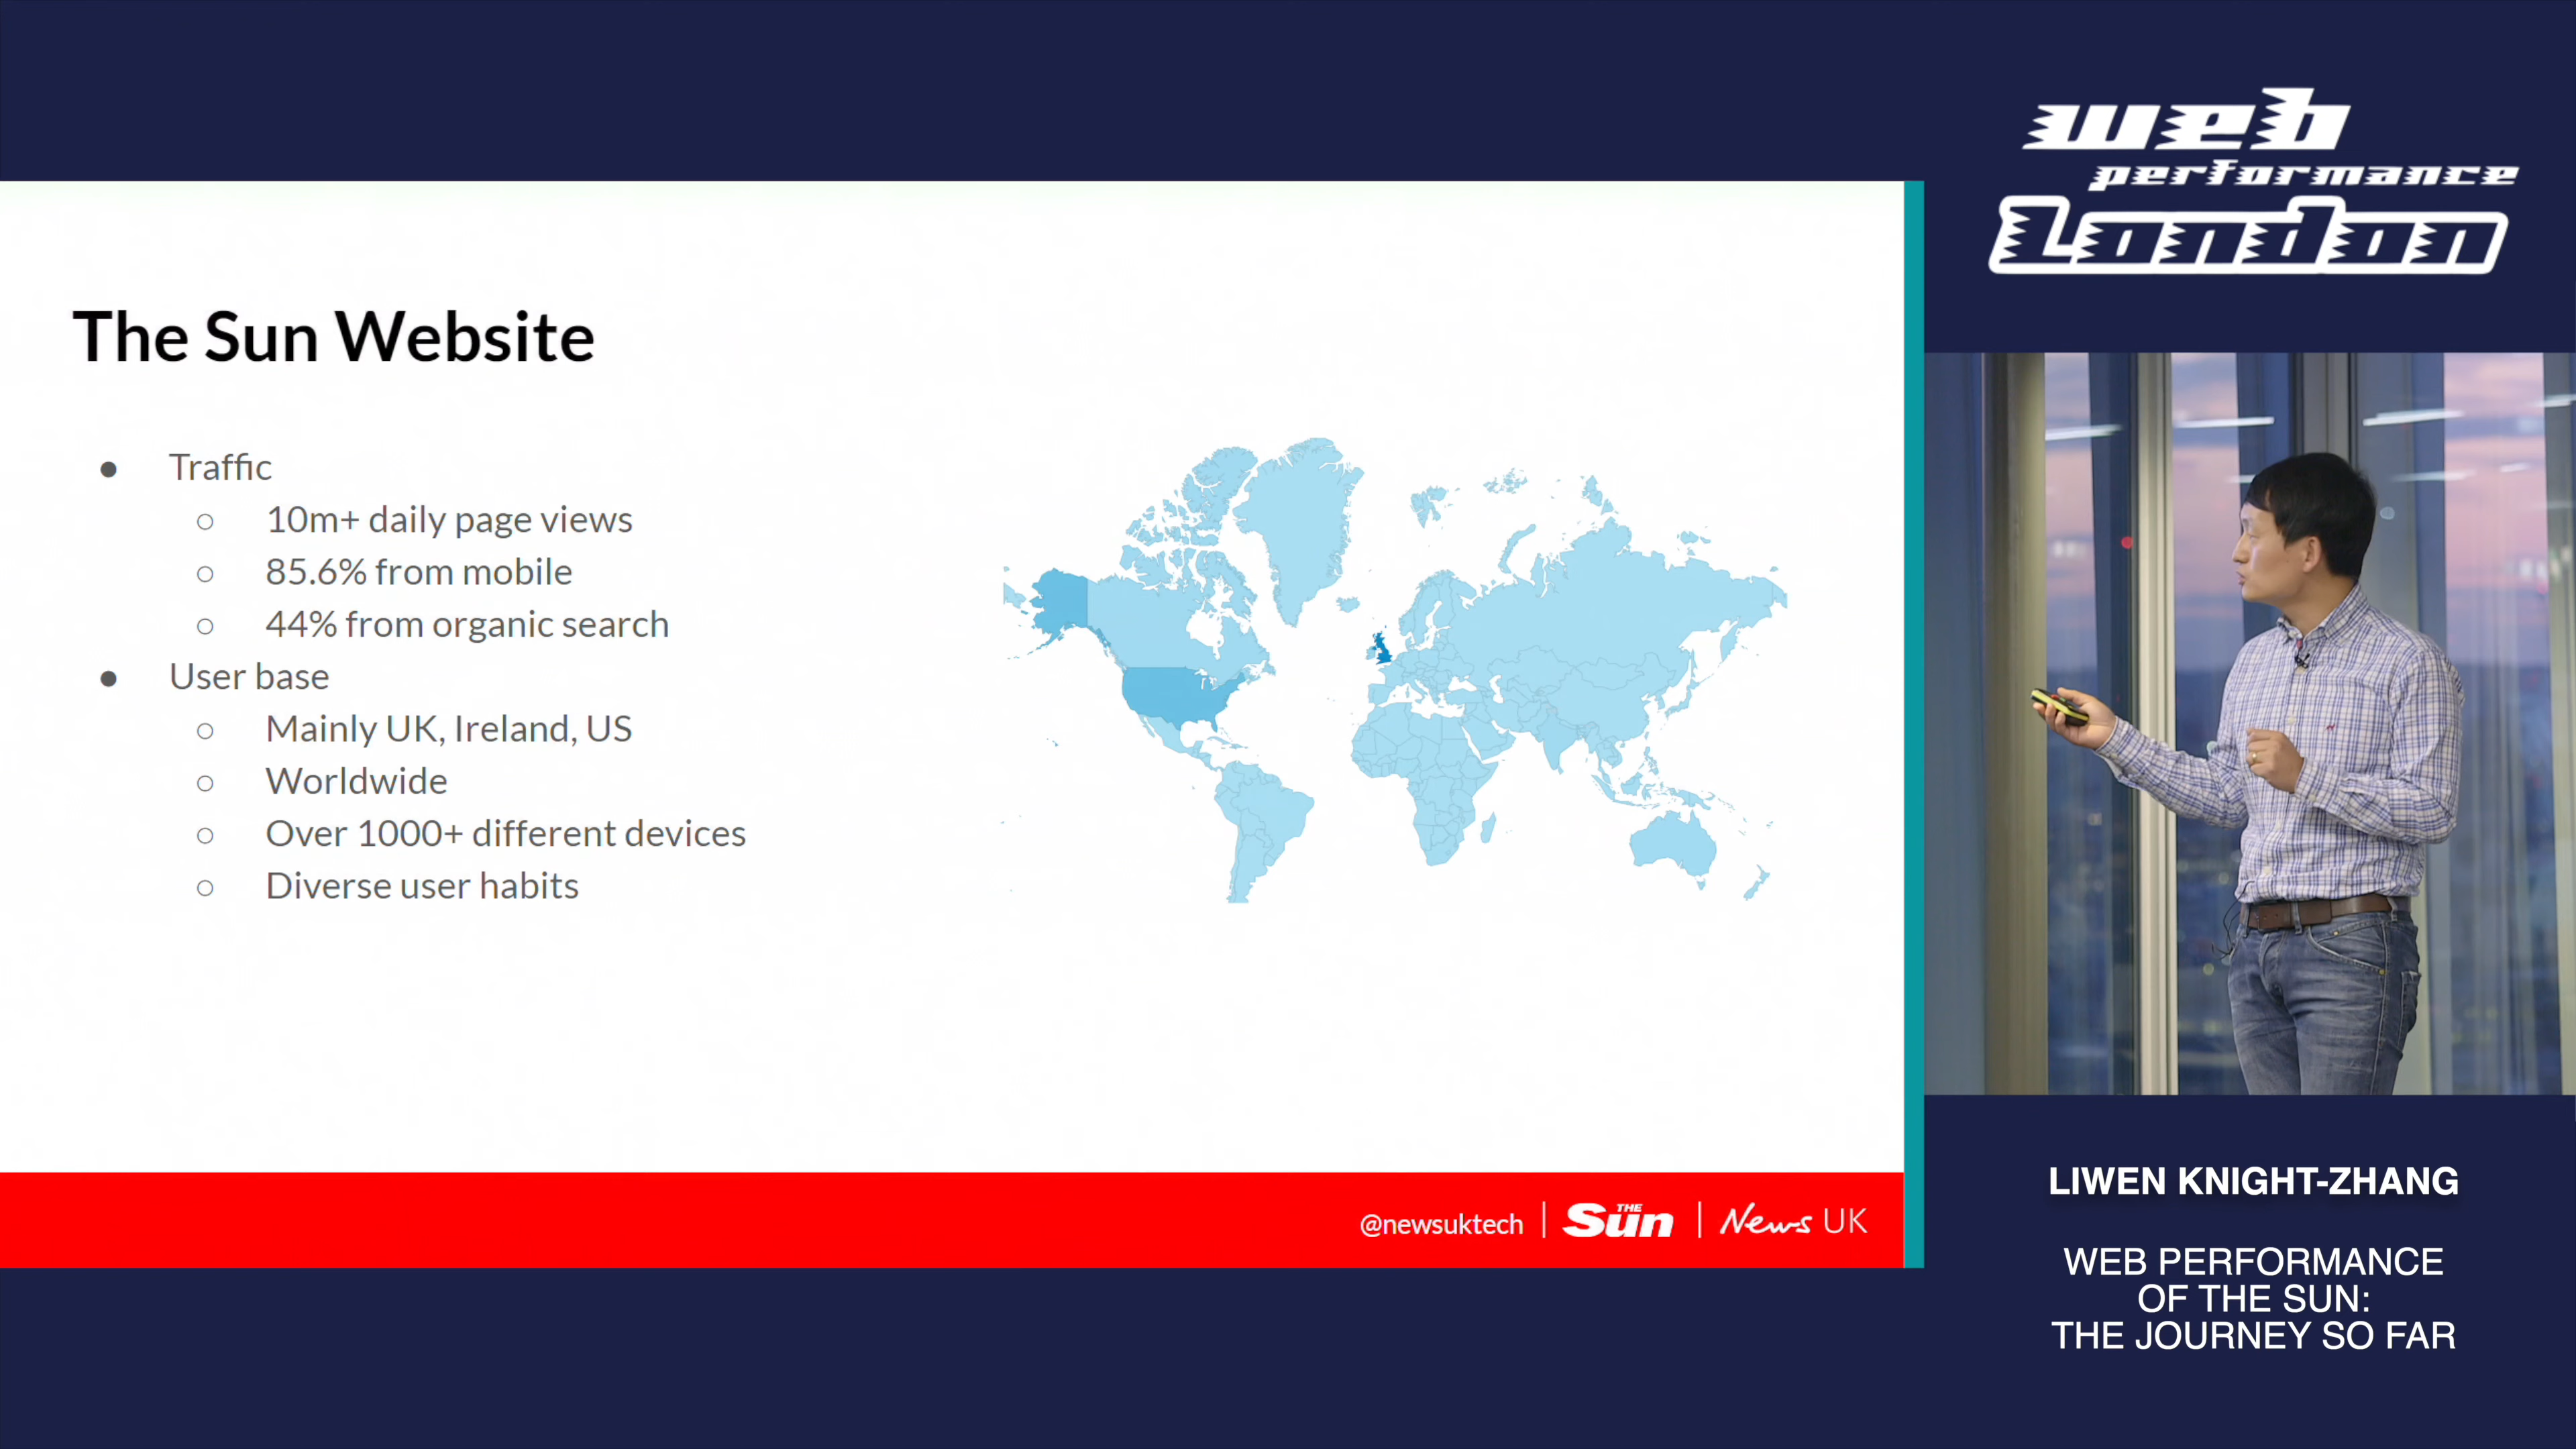 The Sun Website
● Traffic
○ 10m+ daily page views
○ 85.6% from mobile
○ 44% from organic search
● User base
○ Mainly UK, Ireland, US
○ Worldwide
○ Over 1000+ different devices
○ Diverse user habits
@newsuktech | THE Sun | News UK
web
performance
London
LIWEN KNIGHT-ZHANG
WEB PERFORMANCE
OF THE SUN:
THE JOURNEY SO FAR